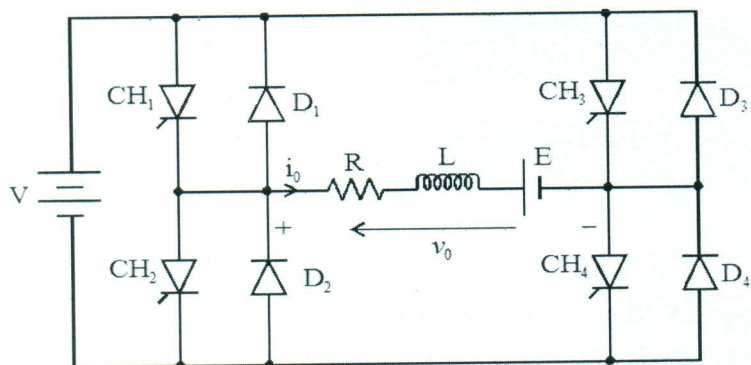 CH₁
D₁
CH₃
D₃
i₀
R
L
E
V
+
−
v₀
CH₂
D₂
CH₄
D₄